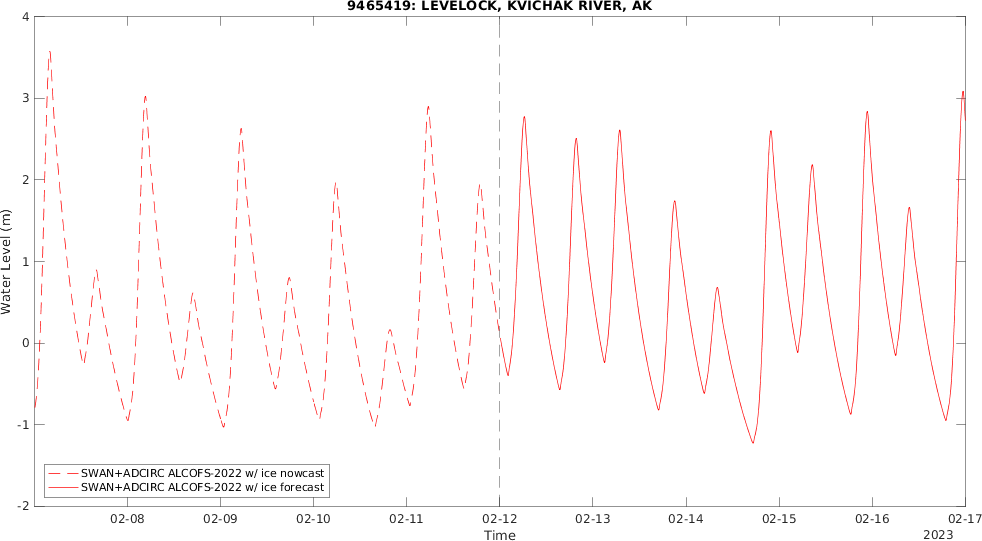 9465419: LEVELOCK, KVICHAK RIVER, AK
Water Level (m)
4
3
2
1
0
-1
-2
SWAN+ADCIRC ALCOFS-2022 w/ ice nowcast
SWAN+ADCIRC ALCOFS-2022 w/ ice forecast
02-08 02-09 02-10 02-11 02-12 02-13 02-14 02-15 02-16 02-17
Time
2023